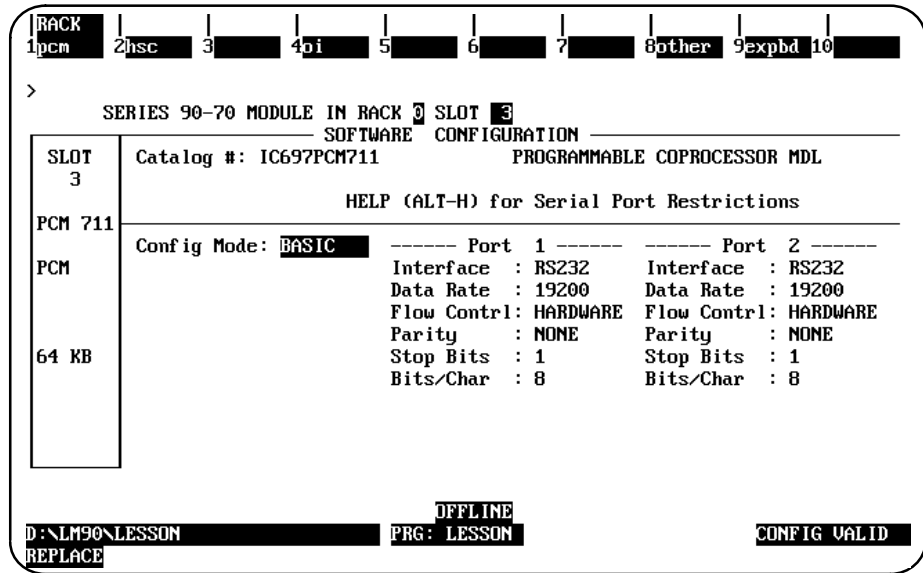 RACK
1pcm 2hsc 3 4oi 5 6 7 8other 9expbd 10
>
SERIES 90-70 MODULE IN RACK 0 SLOT 3
SOFTWARE CONFIGURATION
SLOT Catalog #: IC697PCM711 PROGRAMMABLE COPROCESSOR MDL
3
HELP (ALT-H) for Serial Port Restrictions
PCM 711
Config Mode: BASIC ------ Port 1 ------ ------ Port 2 ------
PCM Interface : RS232 Interface : RS232
Data Rate : 19200 Data Rate : 19200
Flow Contrl: HARDWARE Flow Contrl: HARDWARE
Parity : NONE Parity : NONE
64 KB Stop Bits : 1 Stop Bits : 1
Bits/Char : 8 Bits/Char : 8
OFFLINE
D:\LM90\LESSON PRG: LESSON CONFIG VALID
REPLACE